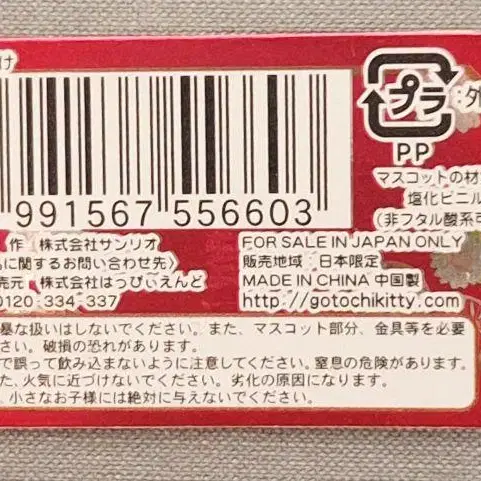 け
プラ
:外
PP
マスコットの材
塩化ビニル
(非フタル酸系可
991567 556603
作 株式会社サンリオ
に関するお問い合わせ先〉
売元 株式会社はっぴいえんど
0120-334-337
FOR SALE IN JAPAN ONLY
販売地域 日本限定
MADE IN CHINA 中国製
http://gotochikitty.com
暴な扱いはしないでください。また、マスコット部分、金具等を必要
さい。破損の恐れがあります。
で誤って飲み込まないように注意してください。窒息の危険があります。
た、火気に近づけないでください。劣化の原因になります。
、小さなお子様には絶対に与えないでください。